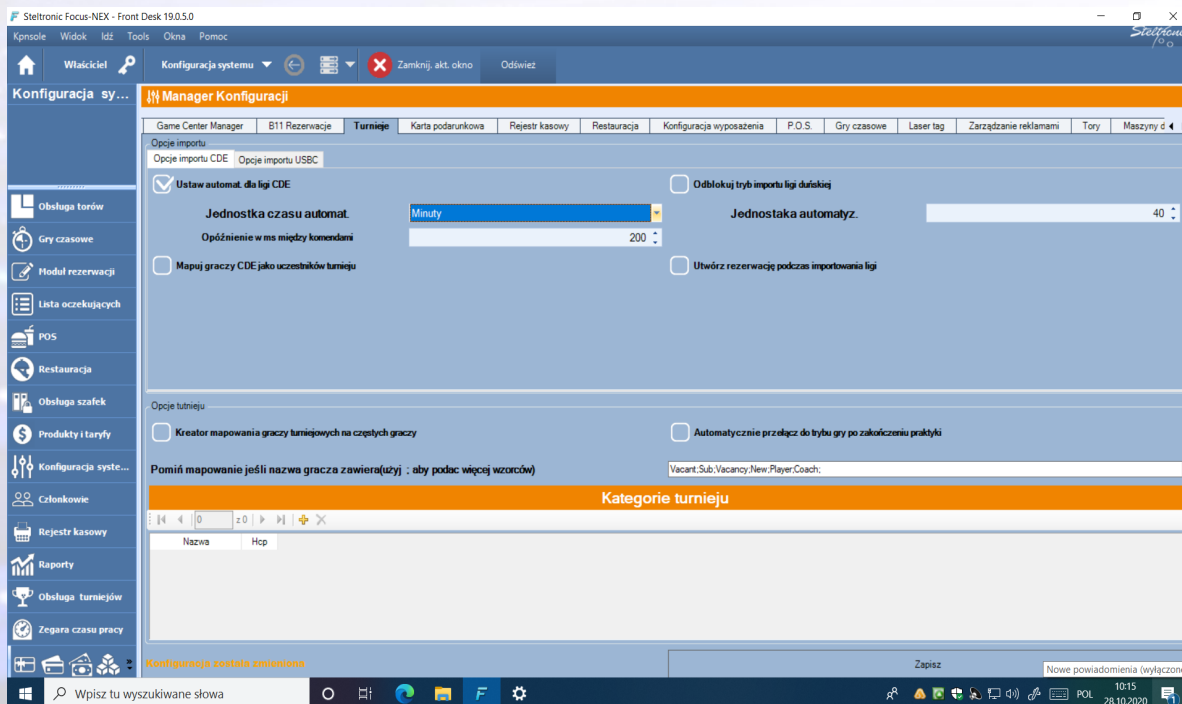 Steltronic Focus-NEX - Front Desk 19.0.5.0
Kpnsole Widok Idź Tools Okna Pomoc
Steltronic
Właściciel Konfiguracja systemu Zamknij. akt. okno Odśwież
Konfiguracja sy...
Manager Konfiguracji
Game Center Manager B11 Rezerwacje Turnieje Karta podarunkowa Rejestr kasowy Restauracja Konfiguracja wyposażenia P.O.S. Gry czasowe Laser tag Zarządzanie reklamami Tory Maszyny d
Opcje importu
Opcje importu CDE Opcje importu USBC
Ustaw automat. dla ligi CDE Odblokuj tryb importu ligi duńskiej
Jednostka czasu automat. Minuty Jednostaka automatyz. 40
Opóźnienie w ms między komendami 200
Mapuj graczy CDE jako uczestników turnieju Utwórz rezerwację podczas importowania ligi
Obsługa torów
Gry czasowe
Moduł rezerwacji
Lista oczekujących
POS
Restauracja
Obsługa szafek
Produkty i taryfy
Konfiguracja syste...
Członkowie
Rejestr kasowy
Raporty
Obsługa turniejów
Zegara czasu pracy
Opcje tutnieju
Kreator mapowania graczy turniejowych na częstych graczy Automatycznie przełącz do trybu gry po zakończeniu praktyki
Pomiń mapowanie jeśli nazwa gracza zawiera(użyj ; aby podac więcej wzorców) Vacant;Sub;Vacancy;New;Player;Coach;
Kategorie turnieju
0 z 0
Nazwa Hcp
Konfiguracja została zmieniona
Zapisz
Nowe powiadomienia (wyłączon
Wpisz tu wyszukiwane słowa
POL
10:15
28.10.2020
1